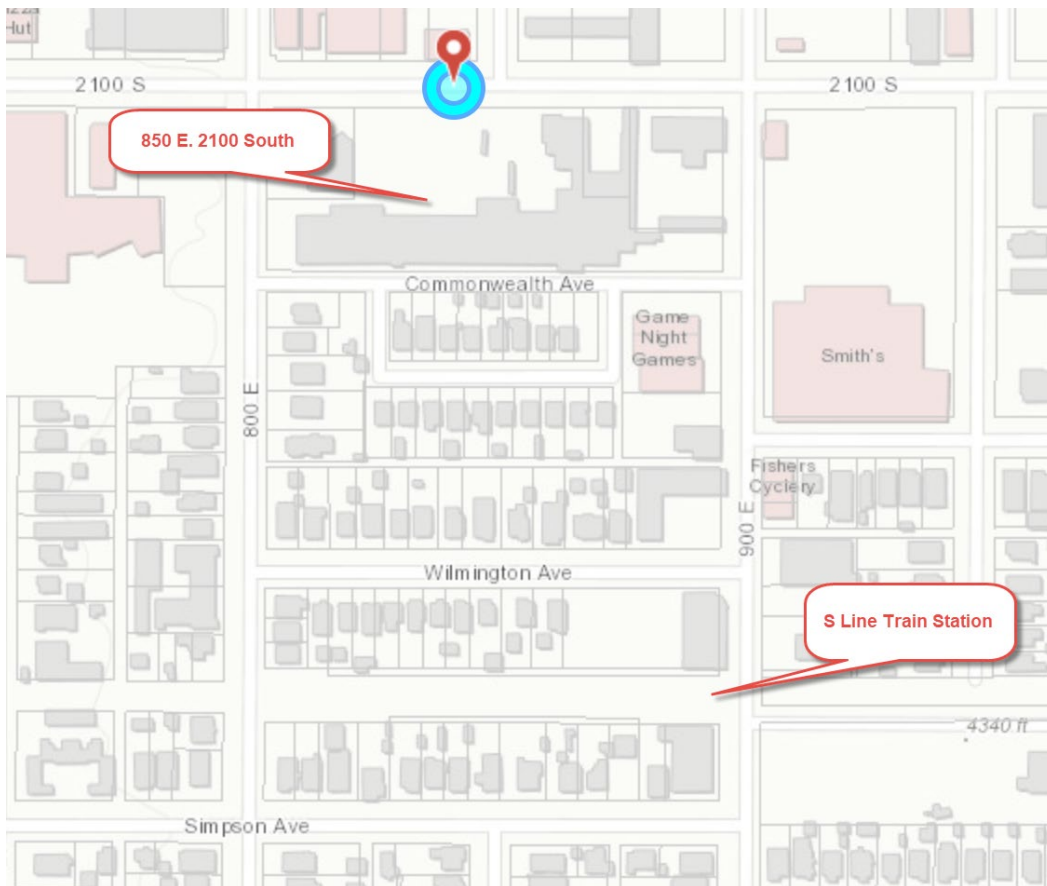 Hut
2100 S
2100 S
850 E. 2100 South
Commonwealth Ave
Game
Night
Games
Smith's
800 E
Fishers
Cyclery
900 E
Wilmington Ave
S Line Train Station
4340 ft
Simpson Ave